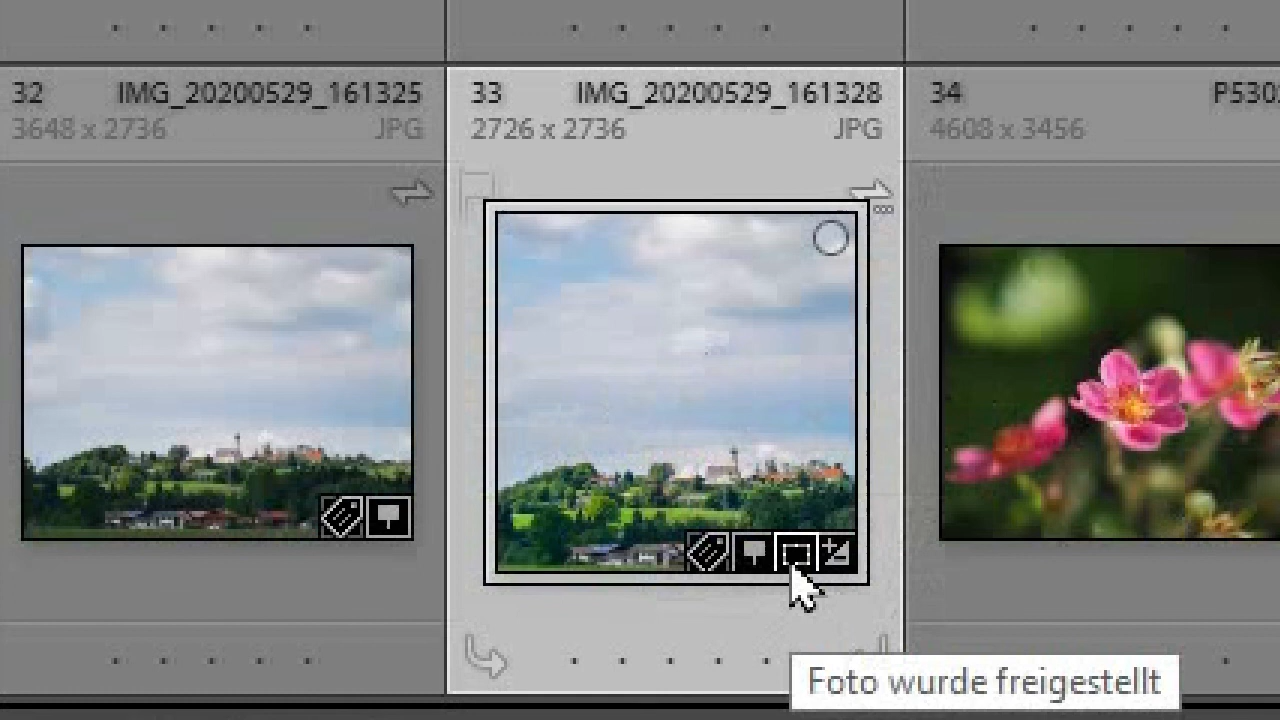 32 IMG_20200529_161325
3648 x 2736 JPG
33 IMG_20200529_161328
2726 x 2736 JPG
34 P530
4608 x 3456
Foto wurde freigestellt